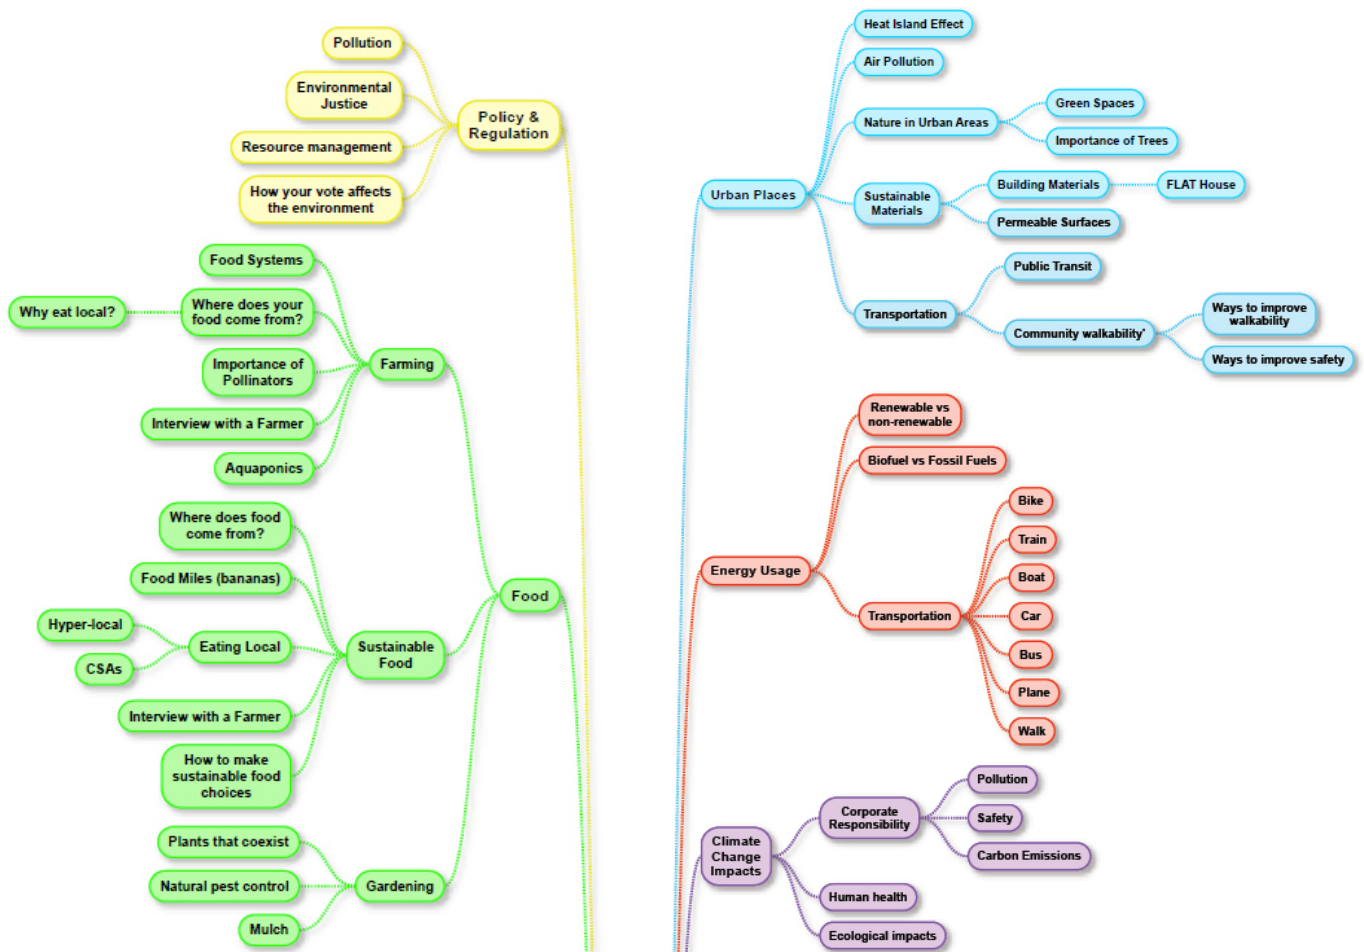 Pollution
Environmental
Justice
Resource management
How your vote affects
the environment
Policy &
Regulation
Food Systems
Why eat local?
Where does your
food come from?
Importance of
Pollinators
Interview with a Farmer
Aquaponics
Farming
Where does food
come from?
Food Miles (bananas)
Hyper-local
CSAs
Eating Local
Interview with a Farmer
How to make
sustainable food
choices
Sustainable
Food
Food
Plants that coexist
Natural pest control
Mulch
Gardening
Urban Places
Heat Island Effect
Air Pollution
Nature in Urban Areas
Green Spaces
Importance of Trees
Sustainable
Materials
Building Materials
FLAT House
Permeable Surfaces
Transportation
Public Transit
Community walkability'
Ways to improve
walkability
Ways to improve safety
Energy Usage
Renewable vs
non-renewable
Biofuel vs Fossil Fuels
Transportation
Bike
Train
Boat
Car
Bus
Plane
Walk
Climate
Change
Impacts
Corporate
Responsibility
Pollution
Safety
Carbon Emissions
Human health
Ecological impacts